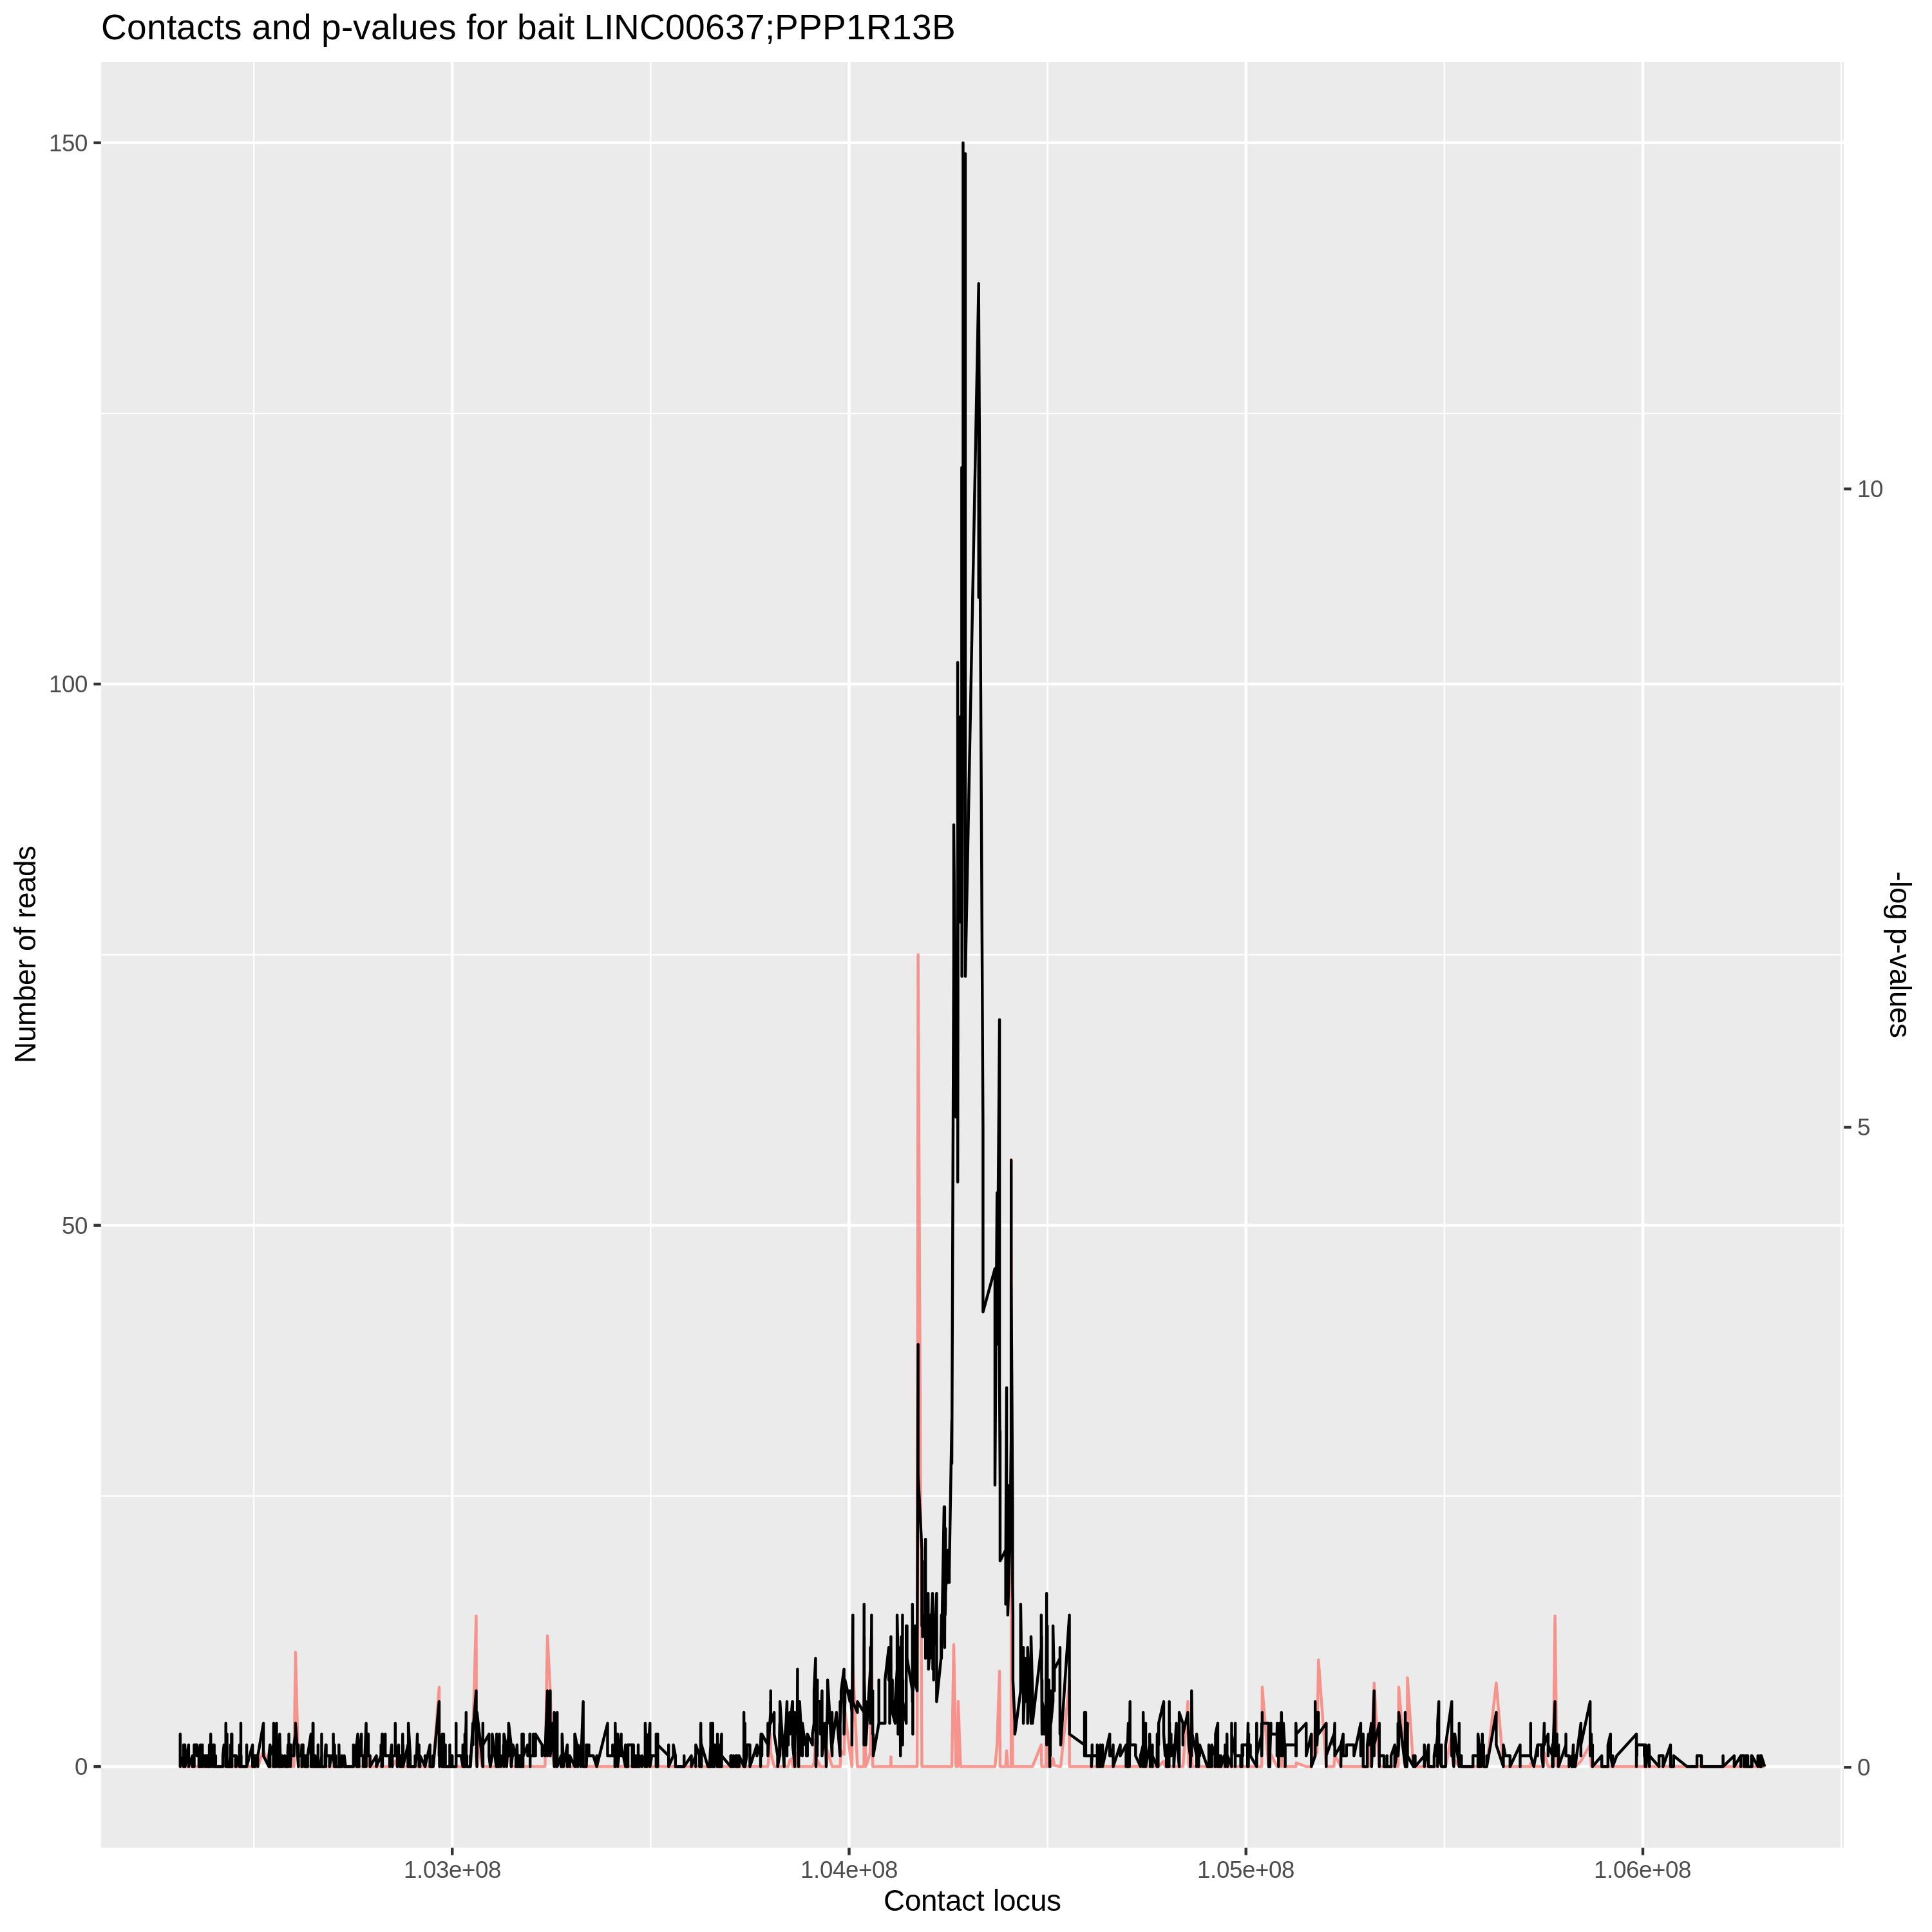 Contacts and p-values for bait LINC00637;PPP1R13B
150
100
50
0
Number of reads
10
5
0
-log p-values
1.03e+08
1.04e+08
1.05e+08
1.06e+08
Contact locus